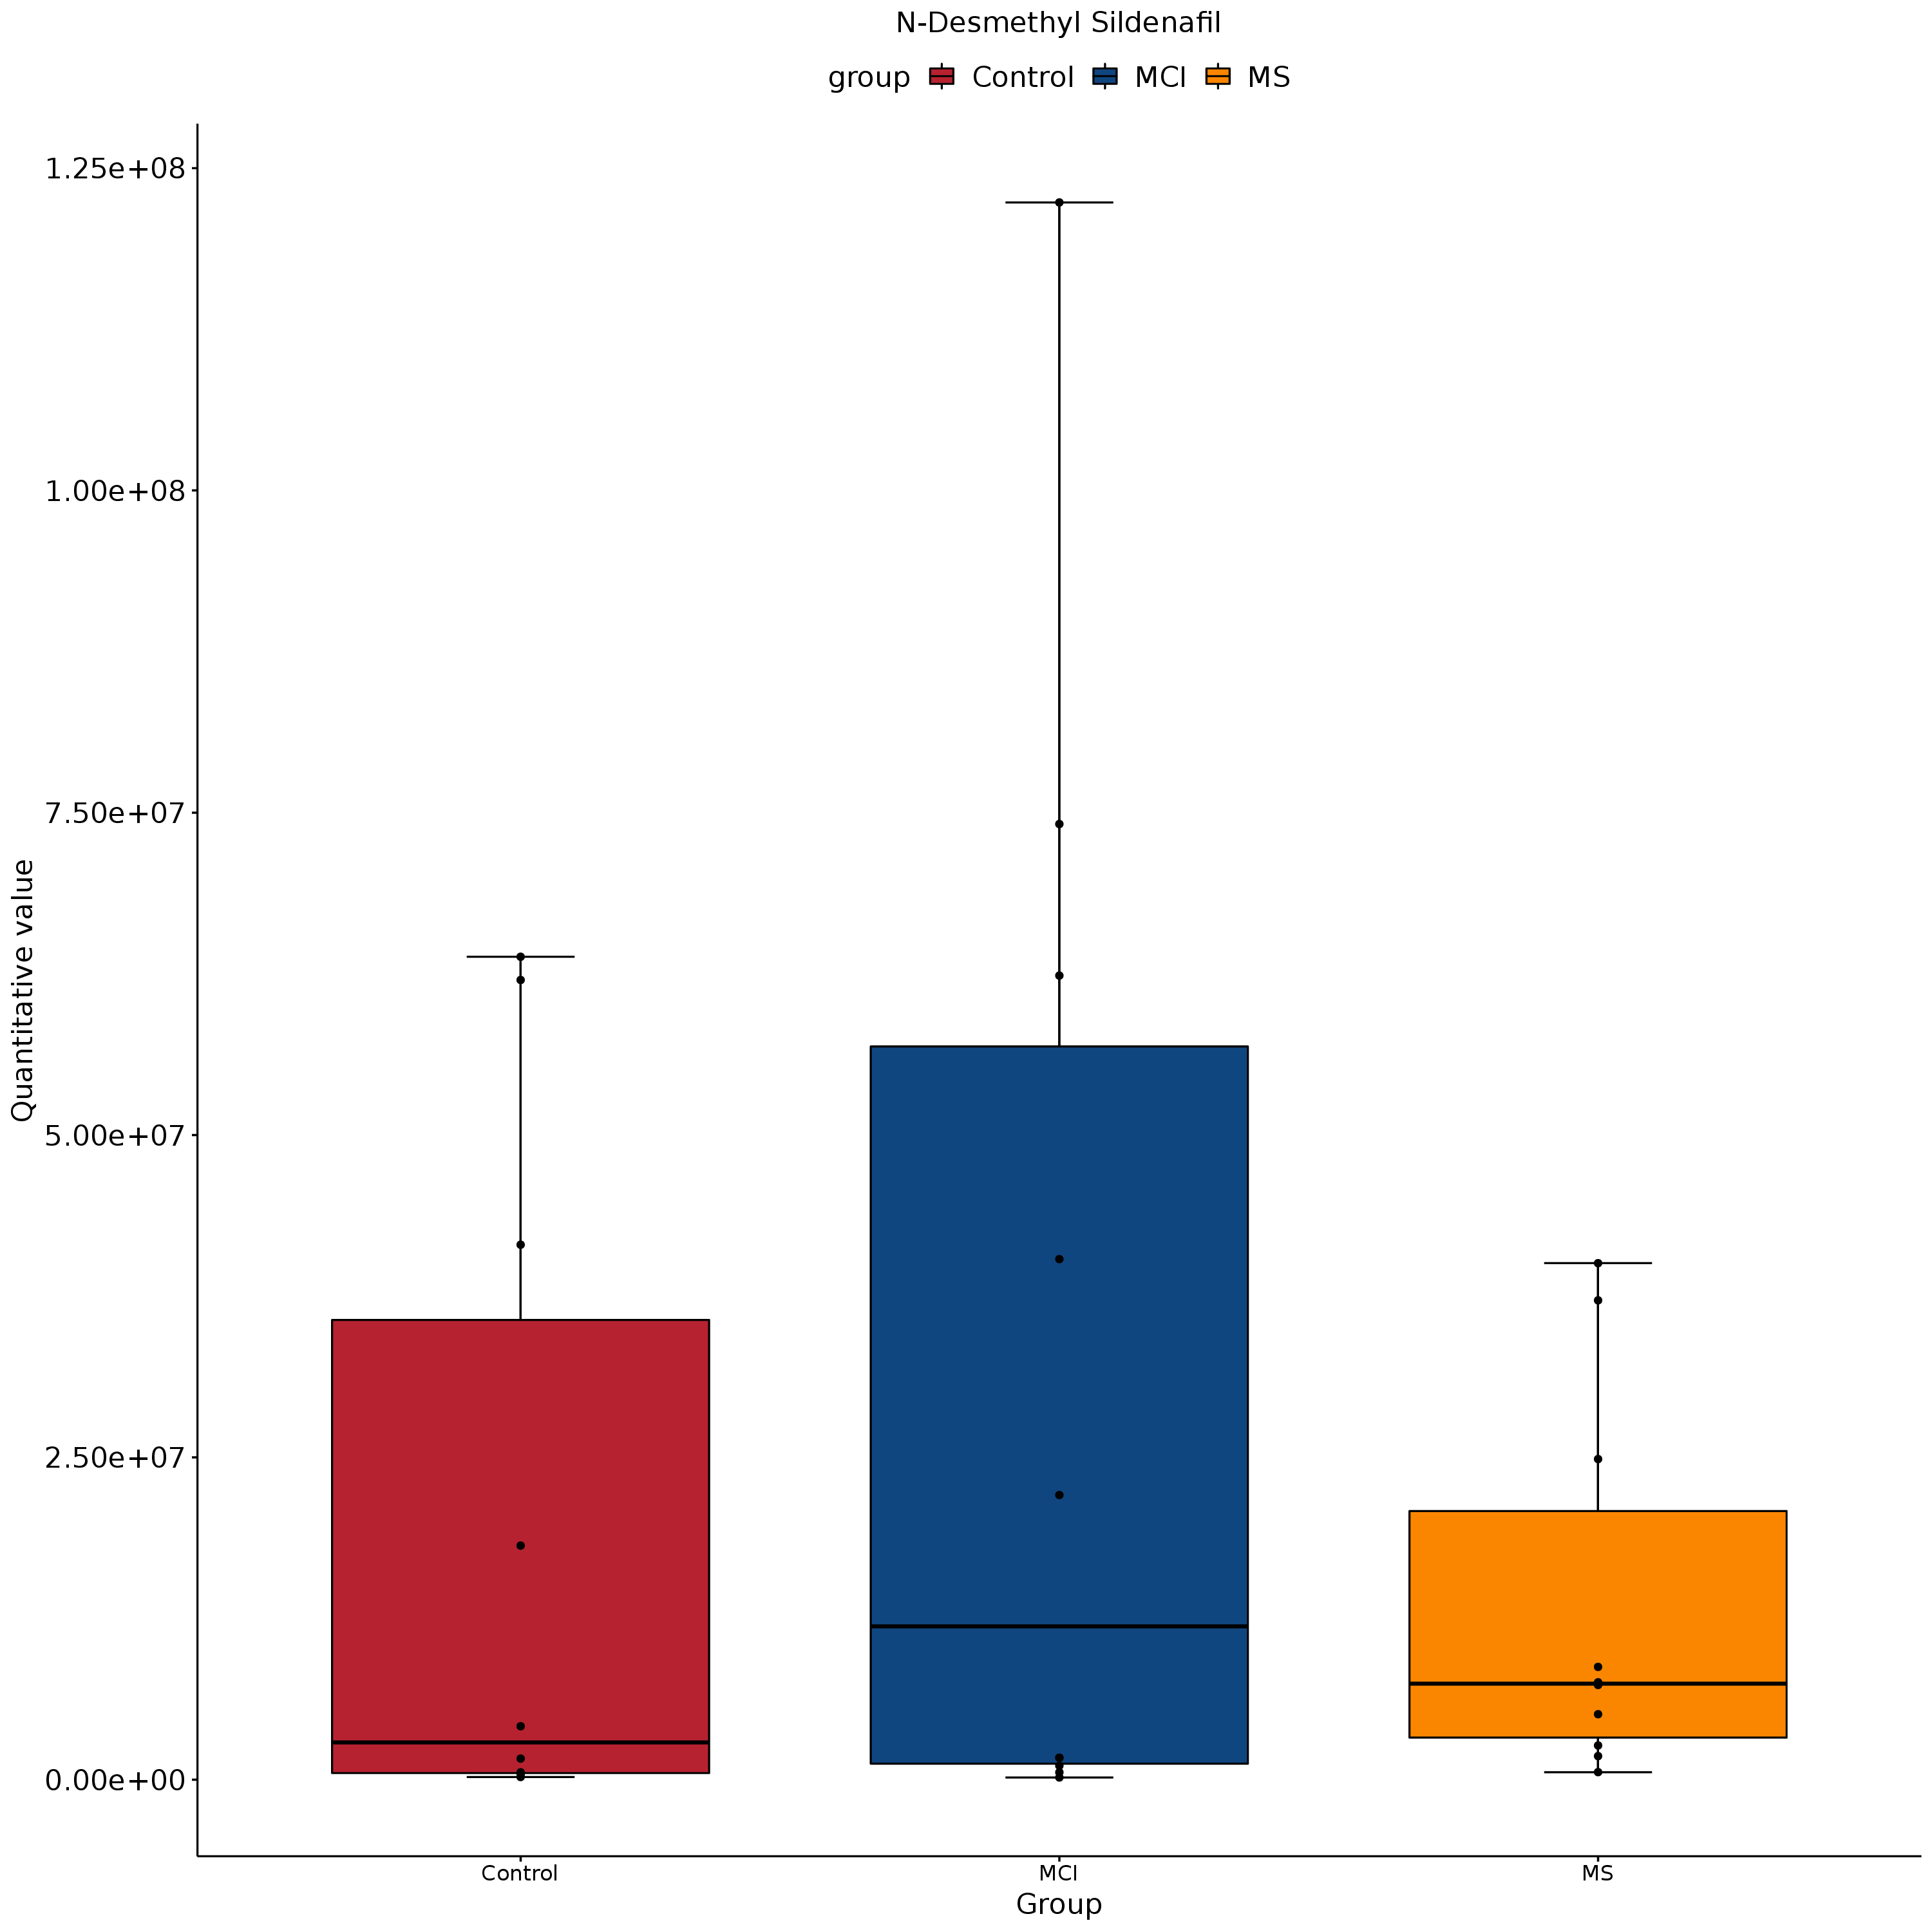 N-Desmethyl Sildenafil
group Control MCI MS
1.25e+08
1.00e+08
7.50e+07
5.00e+07
2.50e+07
0.00e+00
Quantitative value
Control MCI MS
Group